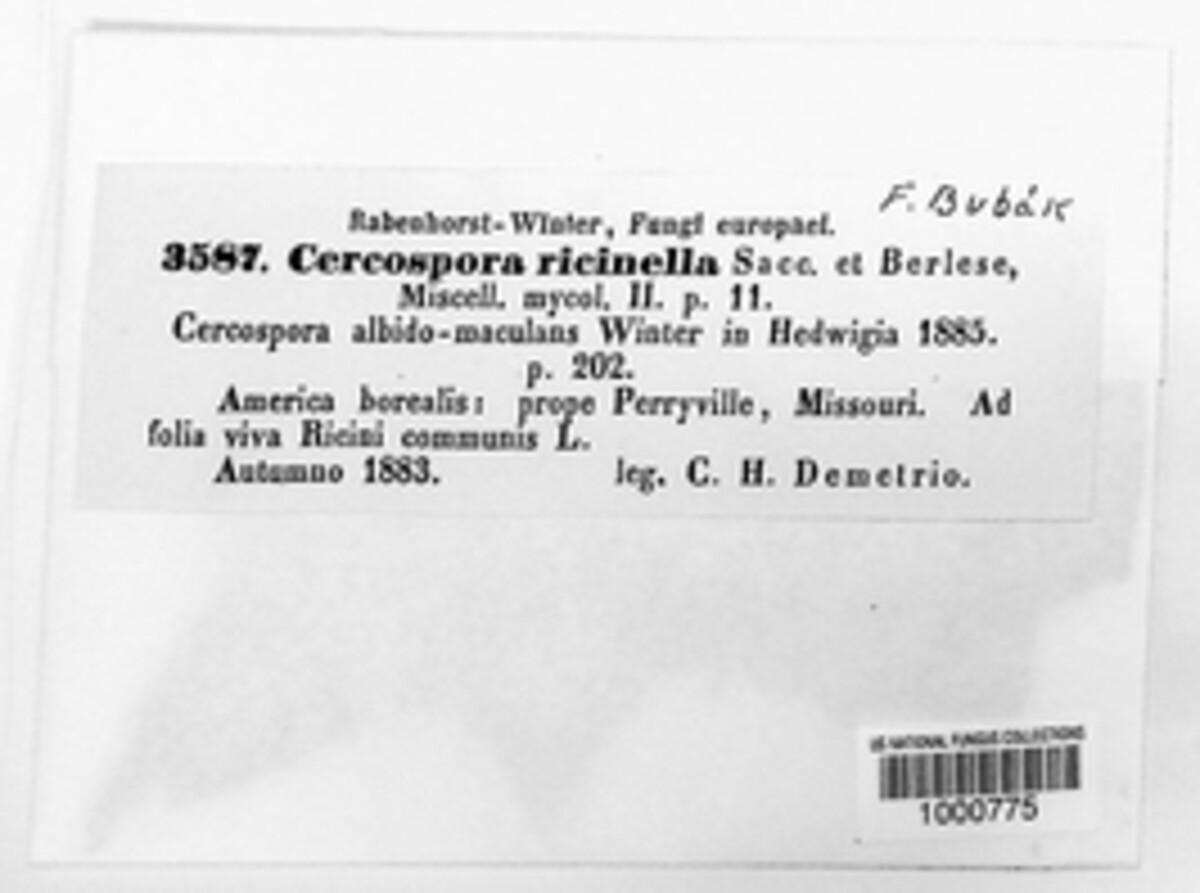 F. Bubák
Rabenhorst-Winter, Fungi europaei.
3587. Cercospora ricinella Sacc. et Berlese,
Miscell. mycol. II. p. 11.
Cercospora albido-maculans Winter in Hedwigia 1885.
p. 202.
America borealis: prope Perryville, Missouri. Ad
folia viva Ricini communis L.
Autumno 1883. leg. C. H. Demetrio.
US NATIONAL FUNGUS COLLECTIONS
1000775